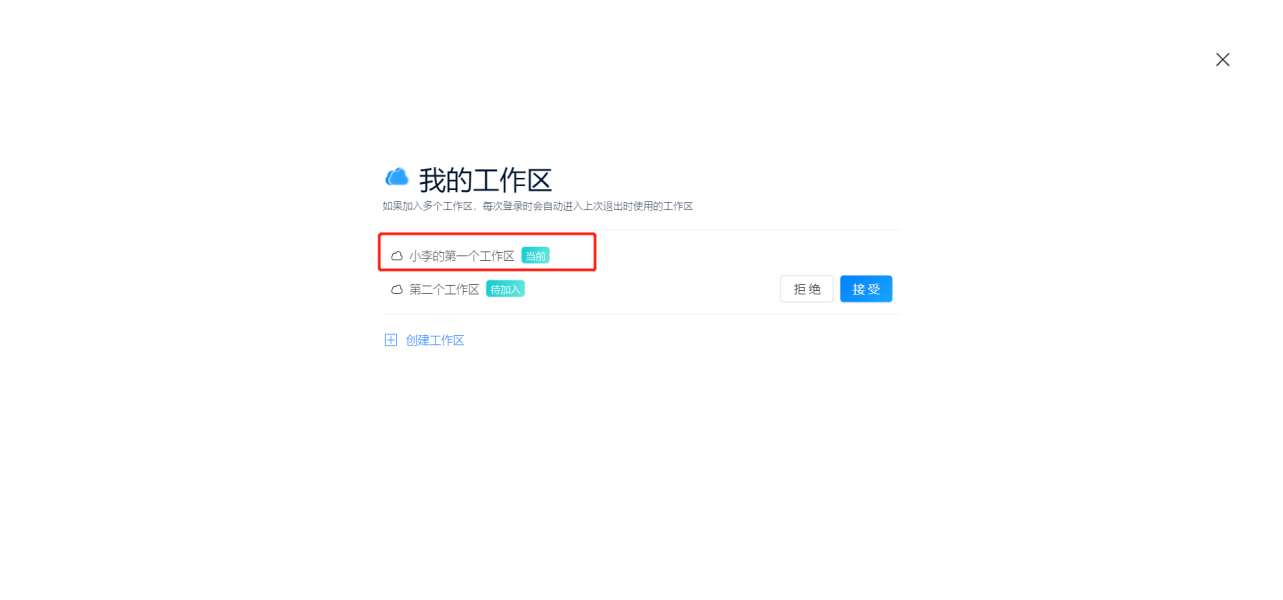 我的工作区
如果加入多个工作区，每次登录时会自动进入上次退出时使用的工作区
小李的第一个工作区 当前
第二个工作区 待加入 拒绝 接受
创建工作区